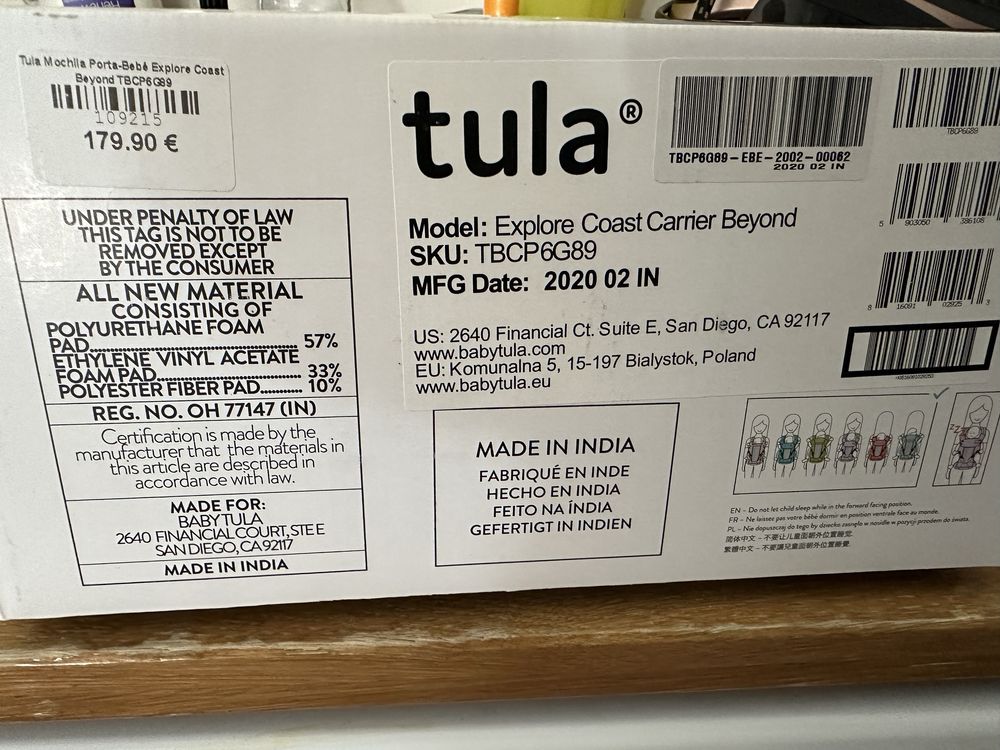 Tula Mochila Porta-Bebé Explore Coast
Beyond TBCP6G89
109215
179.90 €
UNDER PENALTY OF LAW
THIS TAG IS NOT TO BE
REMOVED EXCEPT
BY THE CONSUMER
ALL NEW MATERIAL
CONSISTING OF
POLYURETHANE FOAM
PAD.......................................... 57%
ETHYLENE VINYL ACETATE
FOAM PAD............................. 33%
POLYESTER FIBER PAD.......... 10%
REG. NO. OH 77147 (IN)
Certification is made by the
manufacturer that the materials in
this article are described in
accordance with law.
MADE FOR:
BABY TULA
2640 FINANCIAL COURT, STE E
SAN DIEGO, CA 92117
MADE IN INDIA
tula®
Model: Explore Coast Carrier Beyond
SKU: TBCP6G89
MFG Date: 2020 02 IN
US: 2640 Financial Ct. Suite E, San Diego, CA 92117
www.babytula.com
EU: Komunalna 5, 15-197 Bialystok, Poland
www.babytula.eu
TBCP6G89-EBE-2002-00062
2020 02 IN
TBCP6G89
5 903050 386108
8 16091 02825 3
MADE IN INDIA
FABRIQUÉ EN INDE
HECHO EN INDIA
FEITO NA ÍNDIA
GEFERTIGT IN INDIEN
zzz
EN – Do not let child sleep while in the forward facing position.
FR – Ne laissez pas votre bébé dormir en position ventrale face au monde.
PL – Nie dopuszczaj do tego by dziecko zasnęło w nosidle w pozycji przodem do świata.
简体中文 – 不要让儿童面朝外位置睡觉.
繁體中文 – 不要讓兒童面朝外位置睡覺.